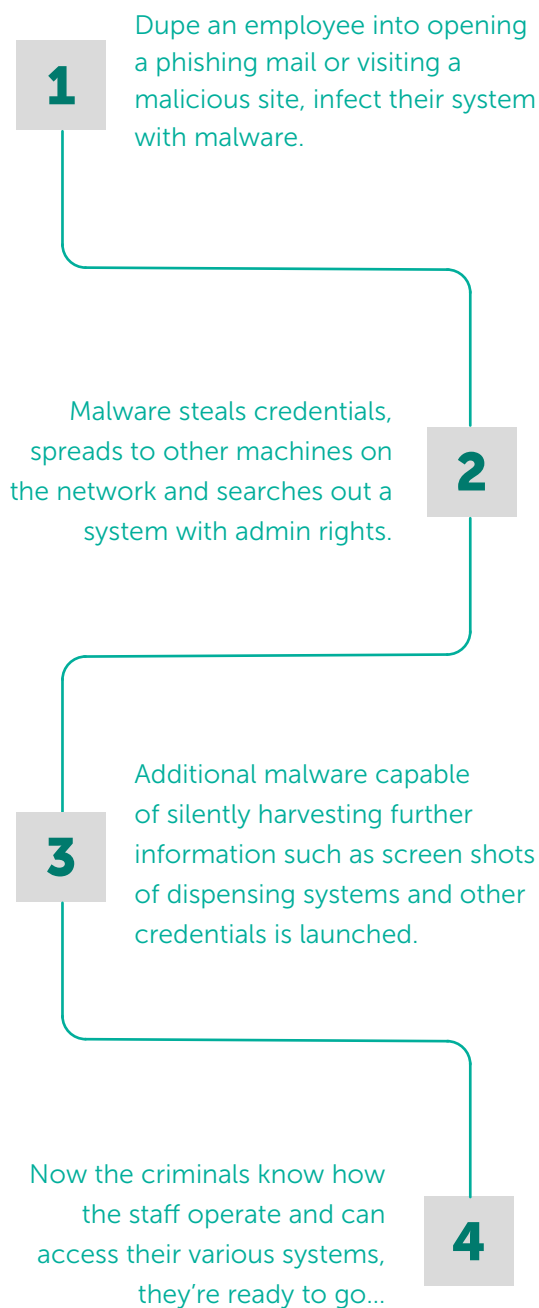 1
Dupe an employee into opening
a phishing mail or visiting a
malicious site, infect their system
with malware.
2
Malware steals credentials,
spreads to other machines on
the network and searches out a
system with admin rights.
3
Additional malware capable
of silently harvesting further
information such as screen shots
of dispensing systems and other
credentials is launched.
4
Now the criminals know how
the staff operate and can
access their various systems,
they’re ready to go...